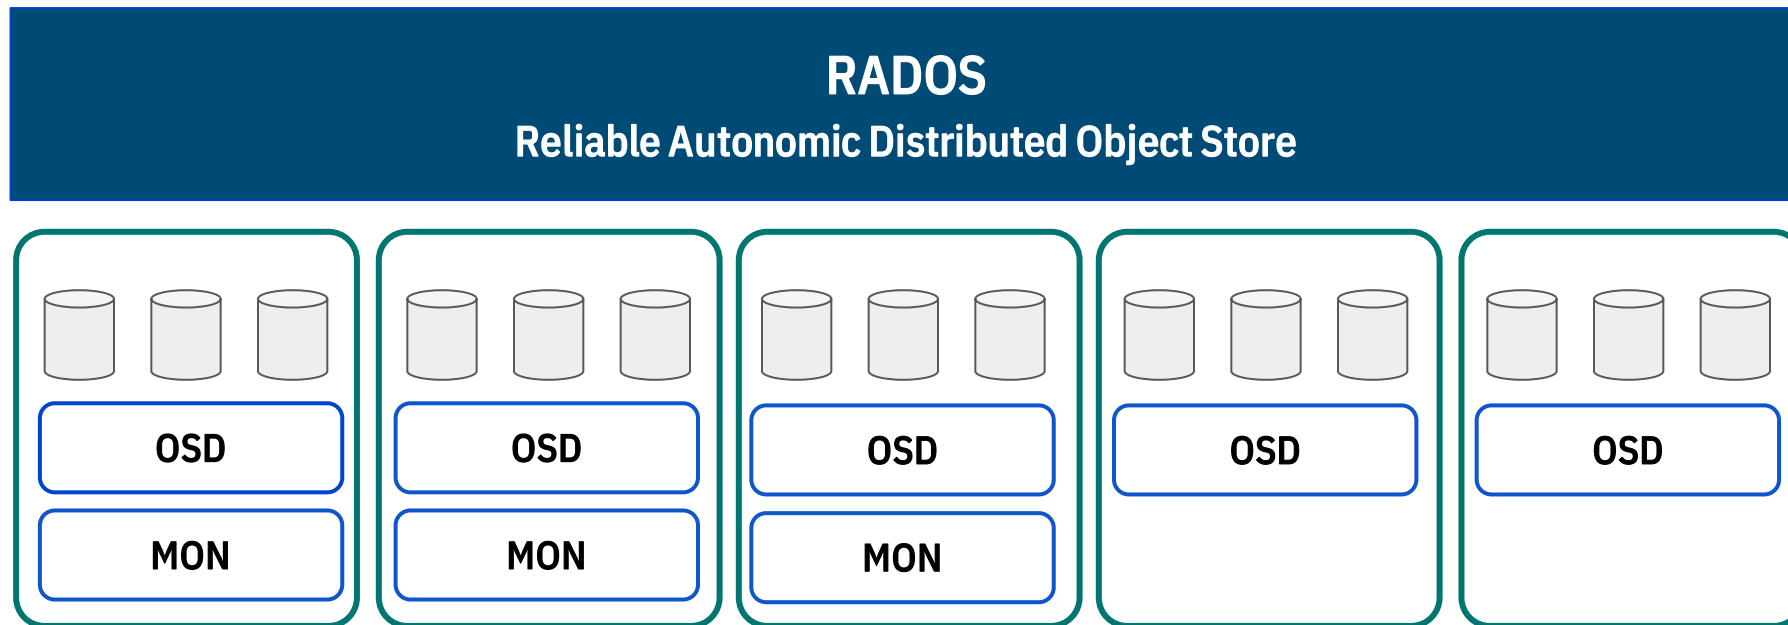 RADOS
Reliable Autonomic Distributed Object Store
OSD
OSD
OSD
OSD
OSD
MON
MON
MON